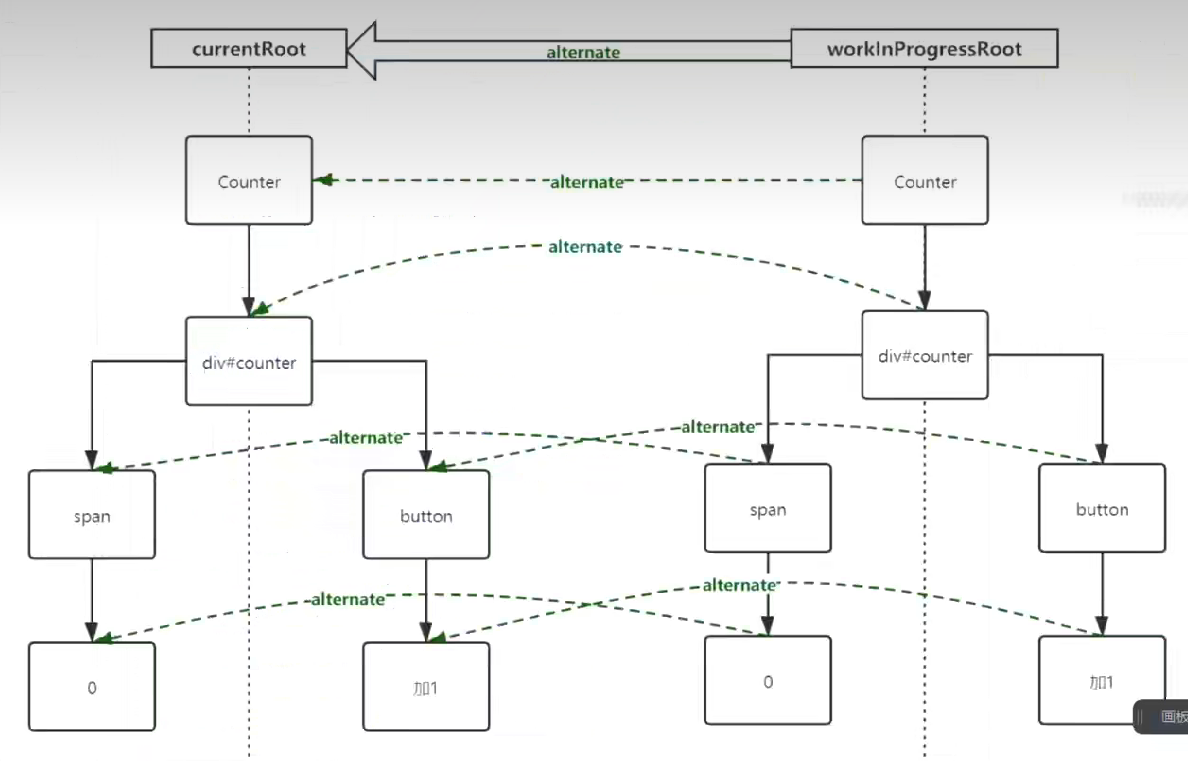 currentRoot
alternate
workInProgressRoot
Counter
alternate
Counter
alternate
div#counter
div#counter
alternate
alternate
span
button
span
button
alternate
alternate
0
加1
0
加1
画板